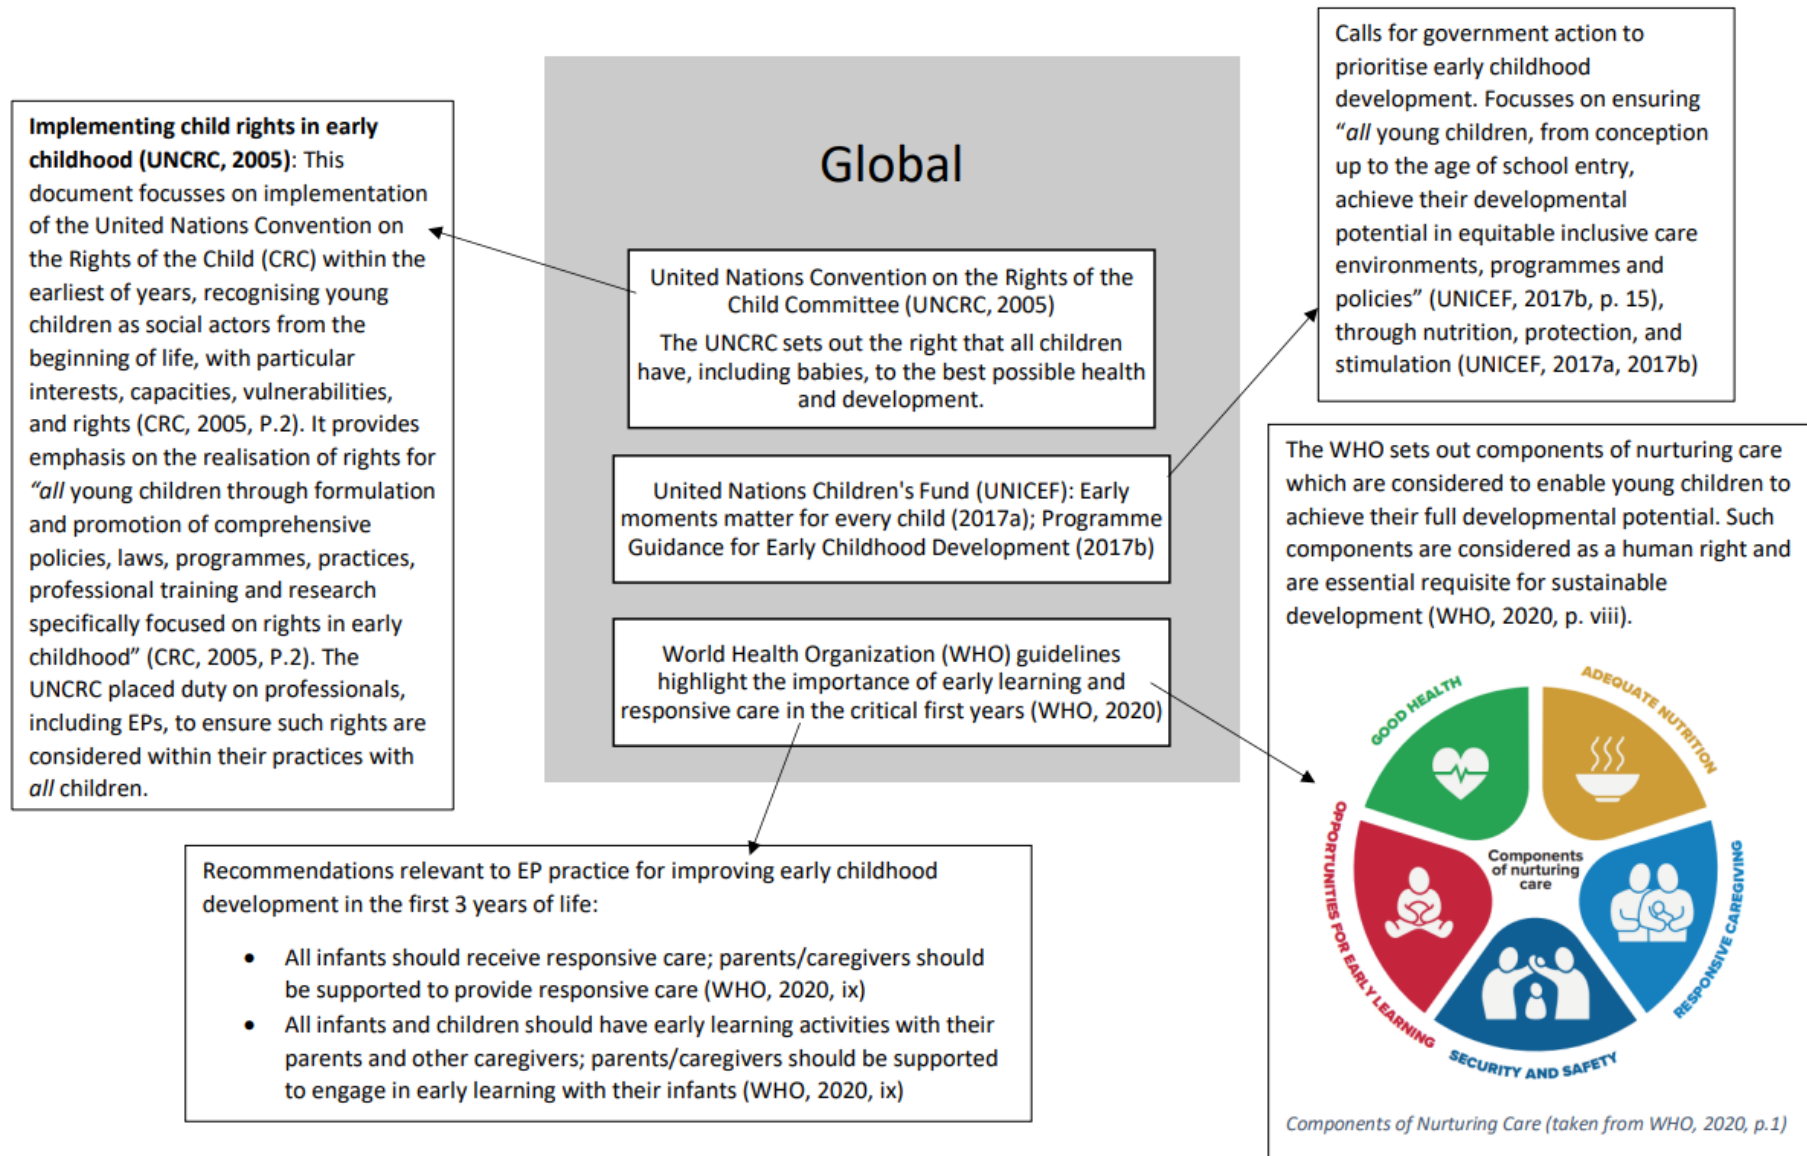 Global
United Nations Convention on the Rights of the
Child Committee (UNCRC, 2005)
The UNCRC sets out the right that all children
have, including babies, to the best possible health
and development.
United Nations Children's Fund (UNICEF): Early
moments matter for every child (2017a); Programme
Guidance for Early Childhood Development (2017b)
World Health Organization (WHO) guidelines
highlight the importance of early learning and
responsive care in the critical first years (WHO, 2020)
Implementing child rights in early
childhood (UNCRC, 2005): This
document focusses on implementation
of the United Nations Convention on
the Rights of the Child (CRC) within the
earliest of years, recognising young
children as social actors from the
beginning of life, with particular
interests, capacities, vulnerabilities,
and rights (CRC, 2005, P.2). It provides
emphasis on the realisation of rights for
“all young children through formulation
and promotion of comprehensive
policies, laws, programmes, practices,
professional training and research
specifically focused on rights in early
childhood” (CRC, 2005, P.2). The
UNCRC placed duty on professionals,
including EPs, to ensure such rights are
considered within their practices with
all children.
Calls for government action to
prioritise early childhood
development. Focusses on ensuring
“all young children, from conception
up to the age of school entry,
achieve their developmental
potential in equitable inclusive care
environments, programmes and
policies” (UNICEF, 2017b, p. 15),
through nutrition, protection, and
stimulation (UNICEF, 2017a, 2017b)
The WHO sets out components of nurturing care
which are considered to enable young children to
achieve their full developmental potential. Such
components are considered as a human right and
are essential requisite for sustainable
development (WHO, 2020, p. viii).
GOOD HEALTH
ADEQUATE NUTRITION
RESPONSIVE CAREGIVING
SECURITY AND SAFETY
OPPORTUNITIES FOR EARLY LEARNING
Components
of nurturing
care
Components of Nurturing Care (taken from WHO, 2020, p.1)
Recommendations relevant to EP practice for improving early childhood
development in the first 3 years of life:
• All infants should receive responsive care; parents/caregivers should
be supported to provide responsive care (WHO, 2020, ix)
• All infants and children should have early learning activities with their
parents and other caregivers; parents/caregivers should be supported
to engage in early learning with their infants (WHO, 2020, ix)